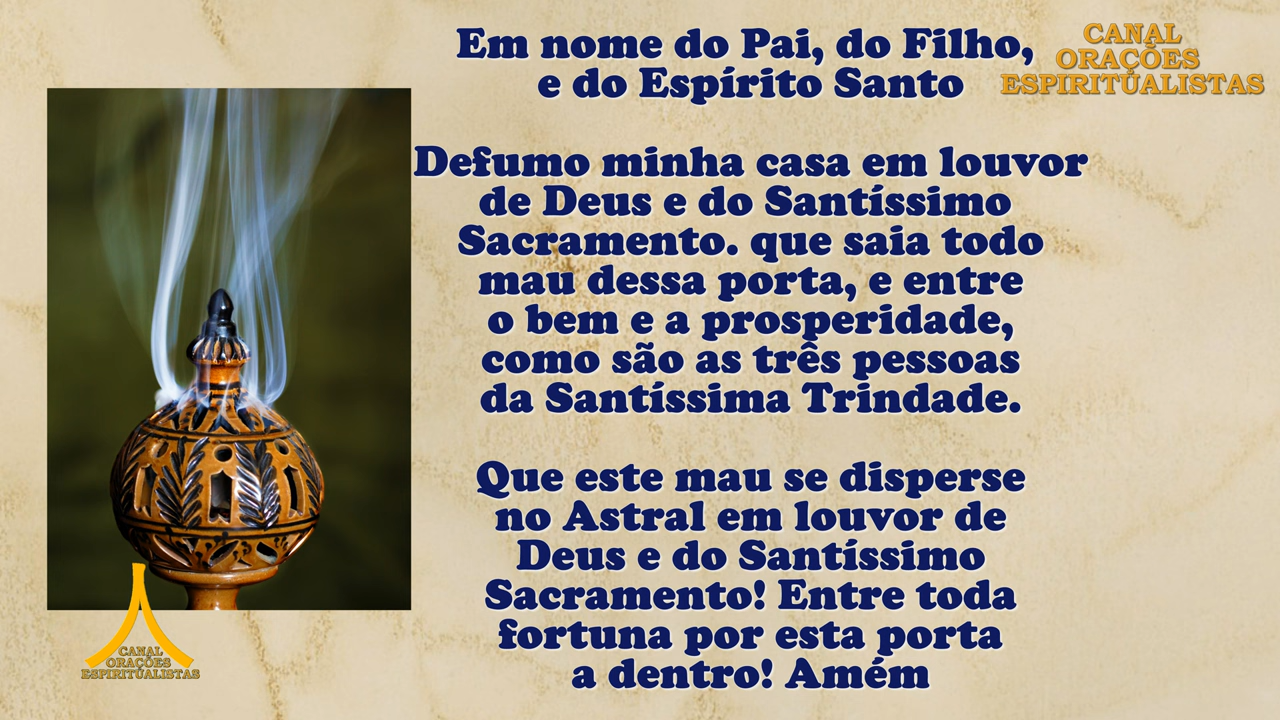 Em nome do Pai, do Filho,
e do Espírito Santo
CANAL
ORAÇÕES
ESPIRITUALISTAS
Defumo minha casa em louvor
de Deus e do Santíssimo
Sacramento. que saia todo
mau dessa porta, e entre
o bem e a prosperidade,
como são as três pessoas
da Santíssima Trindade.
Que este mau se disperse
no Astral em louvor de
Deus e do Santíssimo
Sacramento! Entre toda
fortuna por esta porta
a dentro! Amém
CANAL
ORAÇÕES
ESPIRITUALISTAS